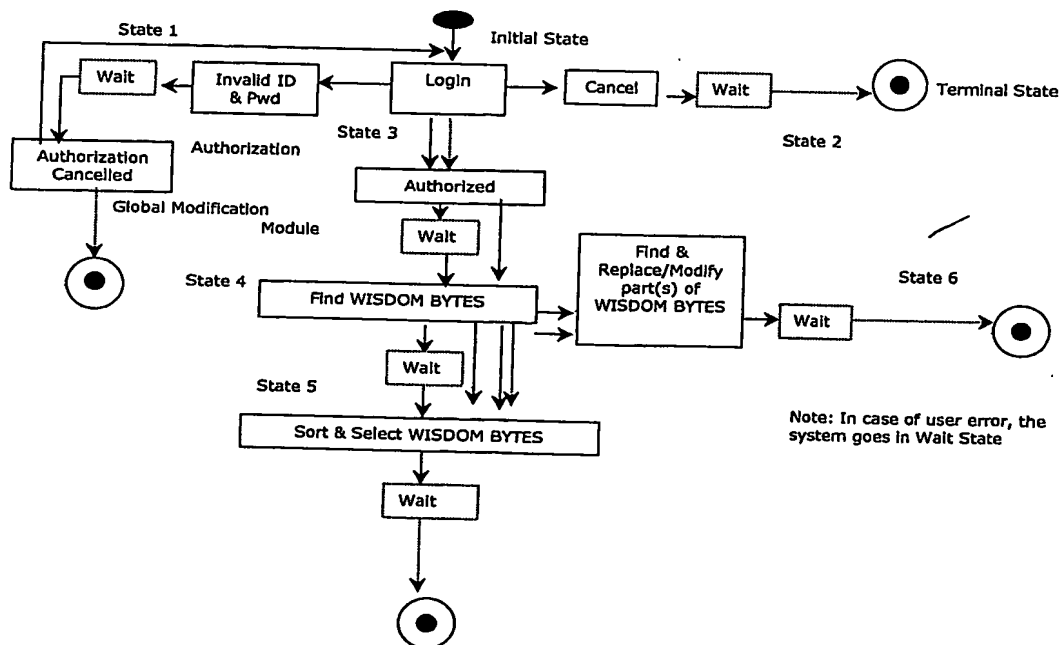 State 1
Initial State
Wait
Invalid ID
& Pwd
Login
Cancel
Wait
Terminal State
State 3
State 2
Authorization
Cancelled
Authorization
Authorized
Global Modification
Module
Wait
Find &
Replace/Modify
part(s) of
WISDOM BYTES
State 6
State 4
Find WISDOM BYTES
Wait
Wait
State 5
Sort & Select WISDOM BYTES
Note: In case of user error, the
system goes in Wait State
Wait